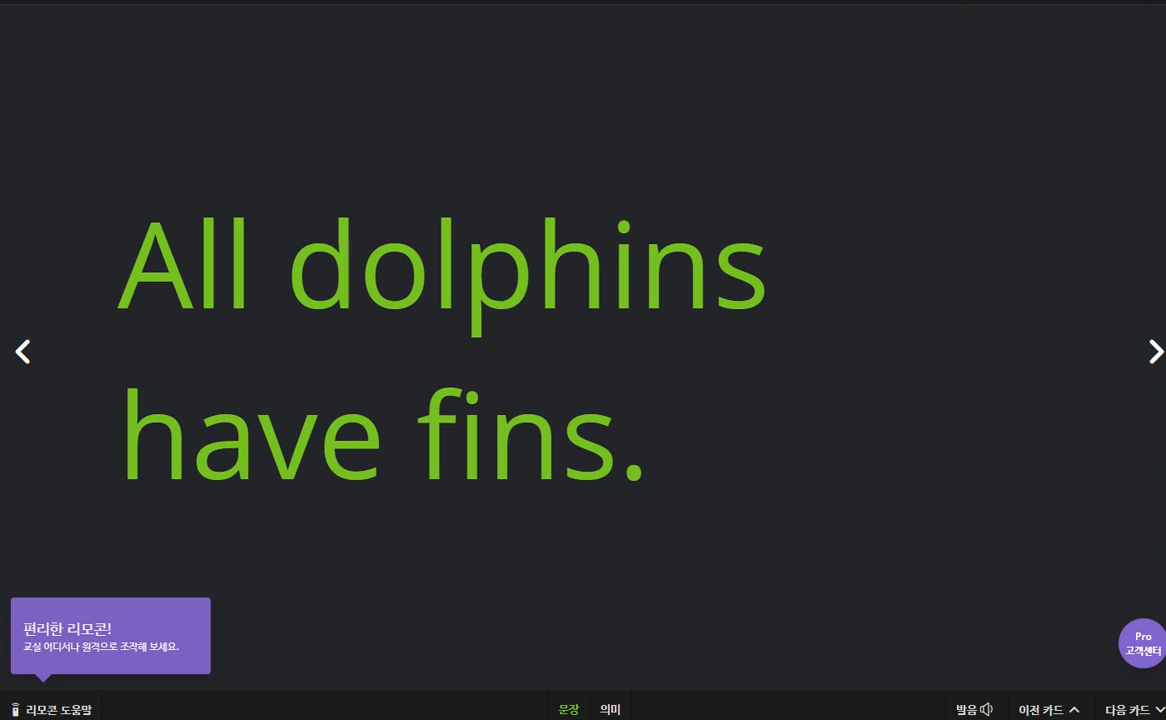 All dolphins
have fins.
편리한 리모콘!
교실 어디서나 원격으로 조작해 보세요.
Pro
고객센터
리모콘 도움말
문장
의미
발음
이전 카드
다음 카드